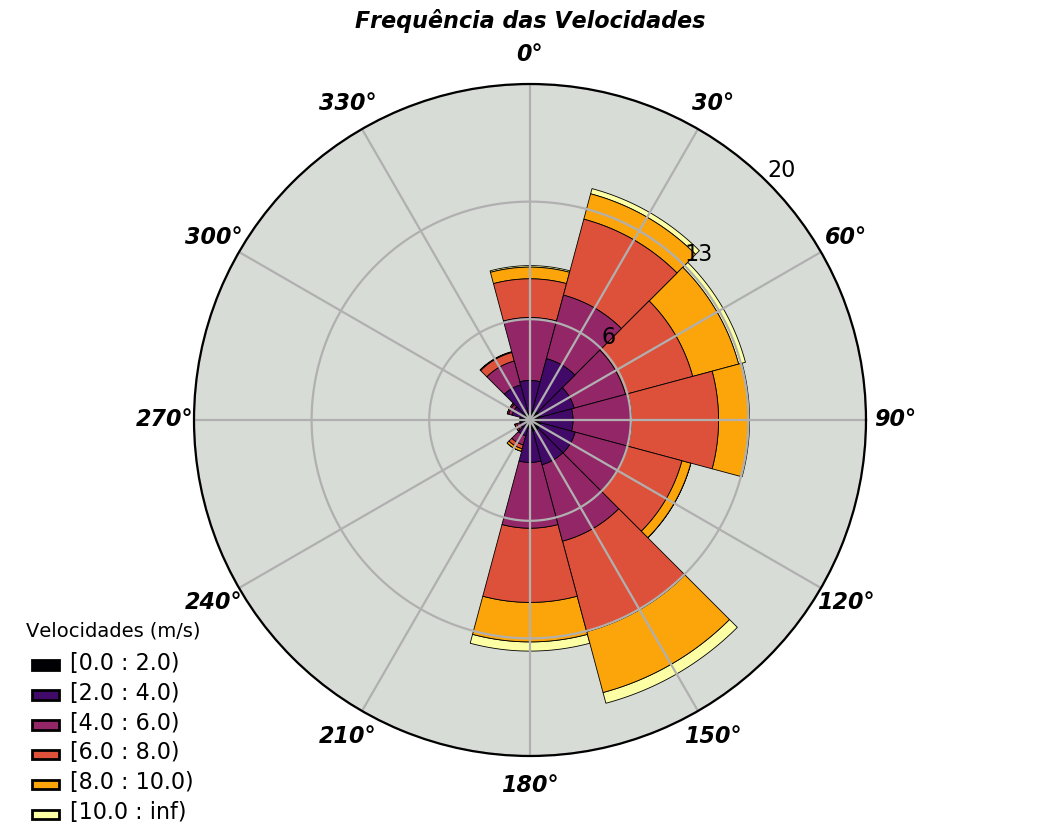 Frequência das Velocidades
0°
330°
30°
20
300°
60°
13
6
270°
90°
240°
120°
Velocidades (m/s)
[0.0 : 2.0)
[2.0 : 4.0)
[4.0 : 6.0)
210°
150°
[6.0 : 8.0)
[8.0 : 10.0)
180°
[10.0 : inf)